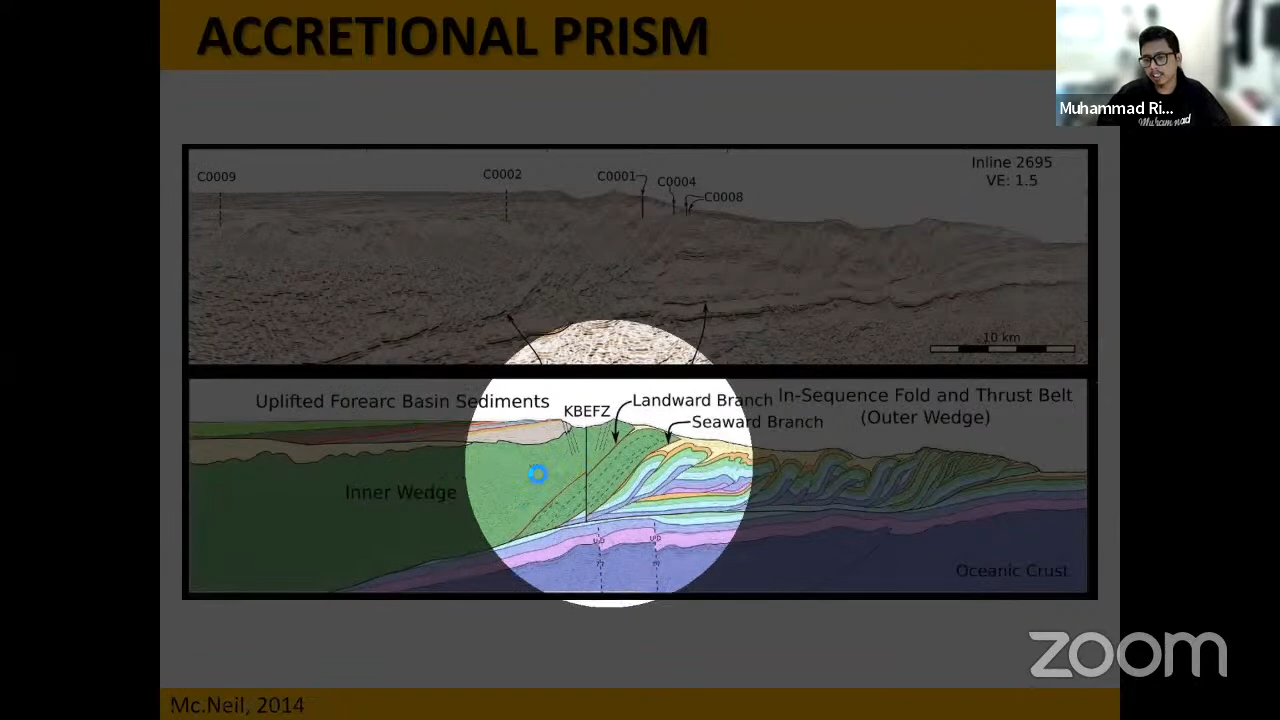 ACCRETIONAL PRISM
Muhammad Ri...
C0009
C0002
C0001
C0004
C0008
Inline 2695
VE: 1.5
10 km
Uplifted Forearc Basin Sediments
KBEFZ
Landward Branch
Seaward Branch
In-Sequence Fold and Thrust Belt
(Outer Wedge)
Inner Wedge
U D
U D
Oceanic Crust
zoom
Mc.Neil, 2014